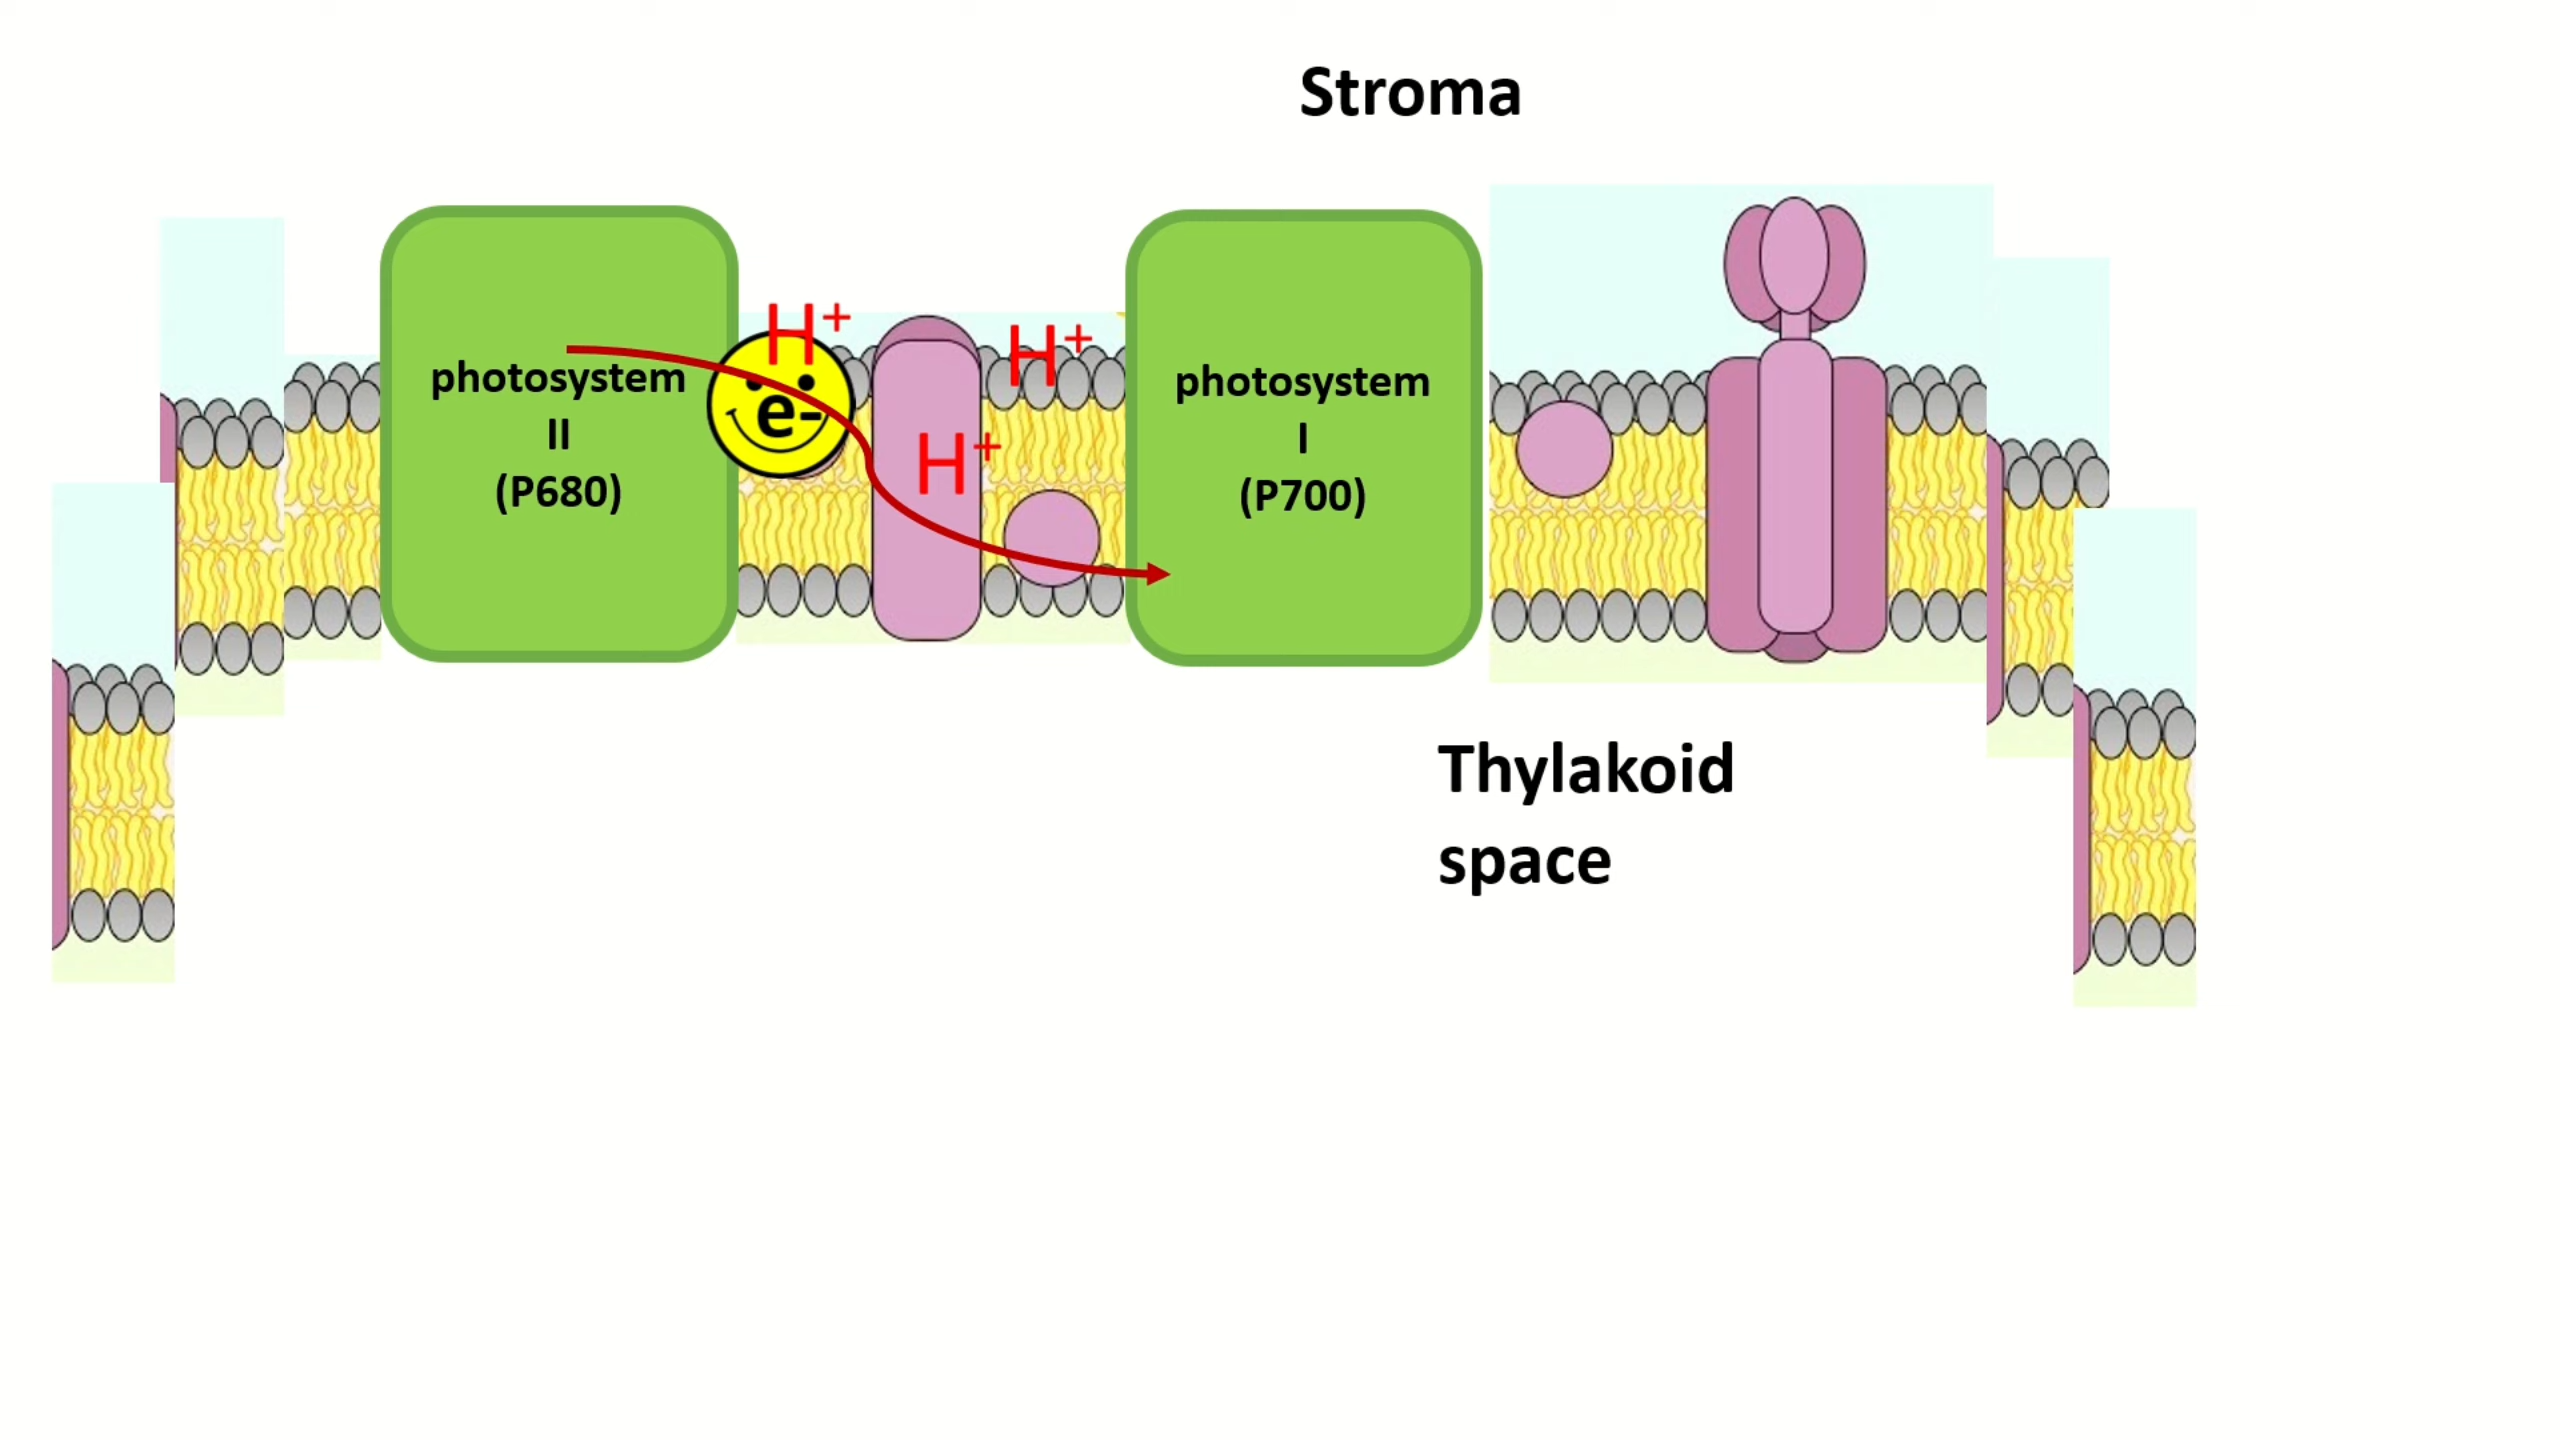 Stroma
photosystem
II
(P680)
H⁺
e-
H⁺
H⁺
photosystem
I
(P700)
Thylakoid
space